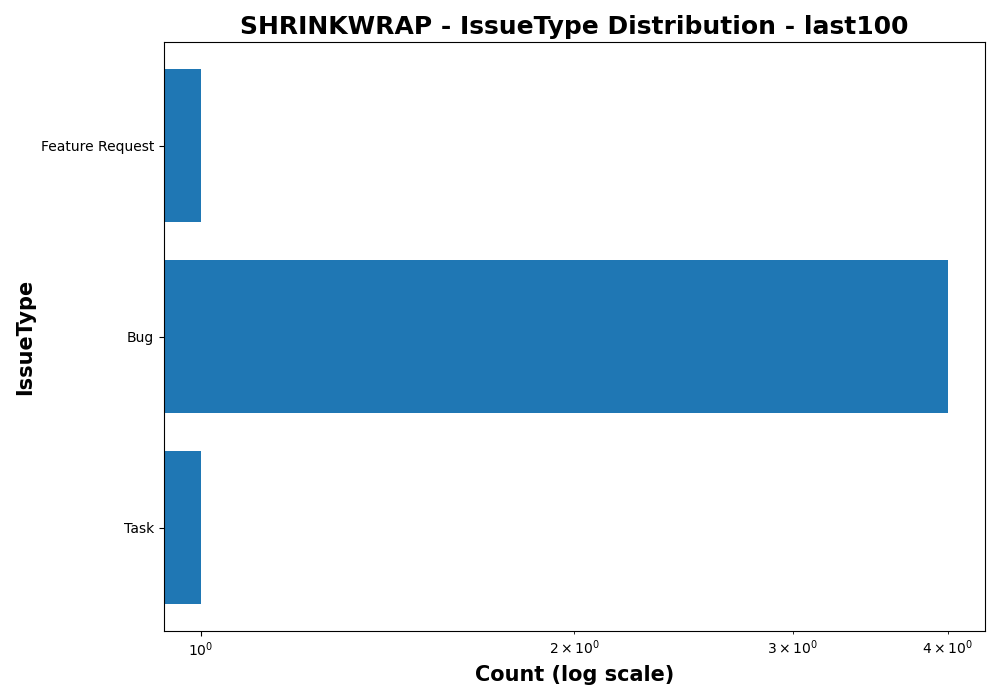 SHRINKWRAP - IssueType Distribution - last100
Feature Request
Bug
Task
IssueType
10⁰
2 × 10⁰
3 × 10⁰
4 × 10⁰
Count (log scale)